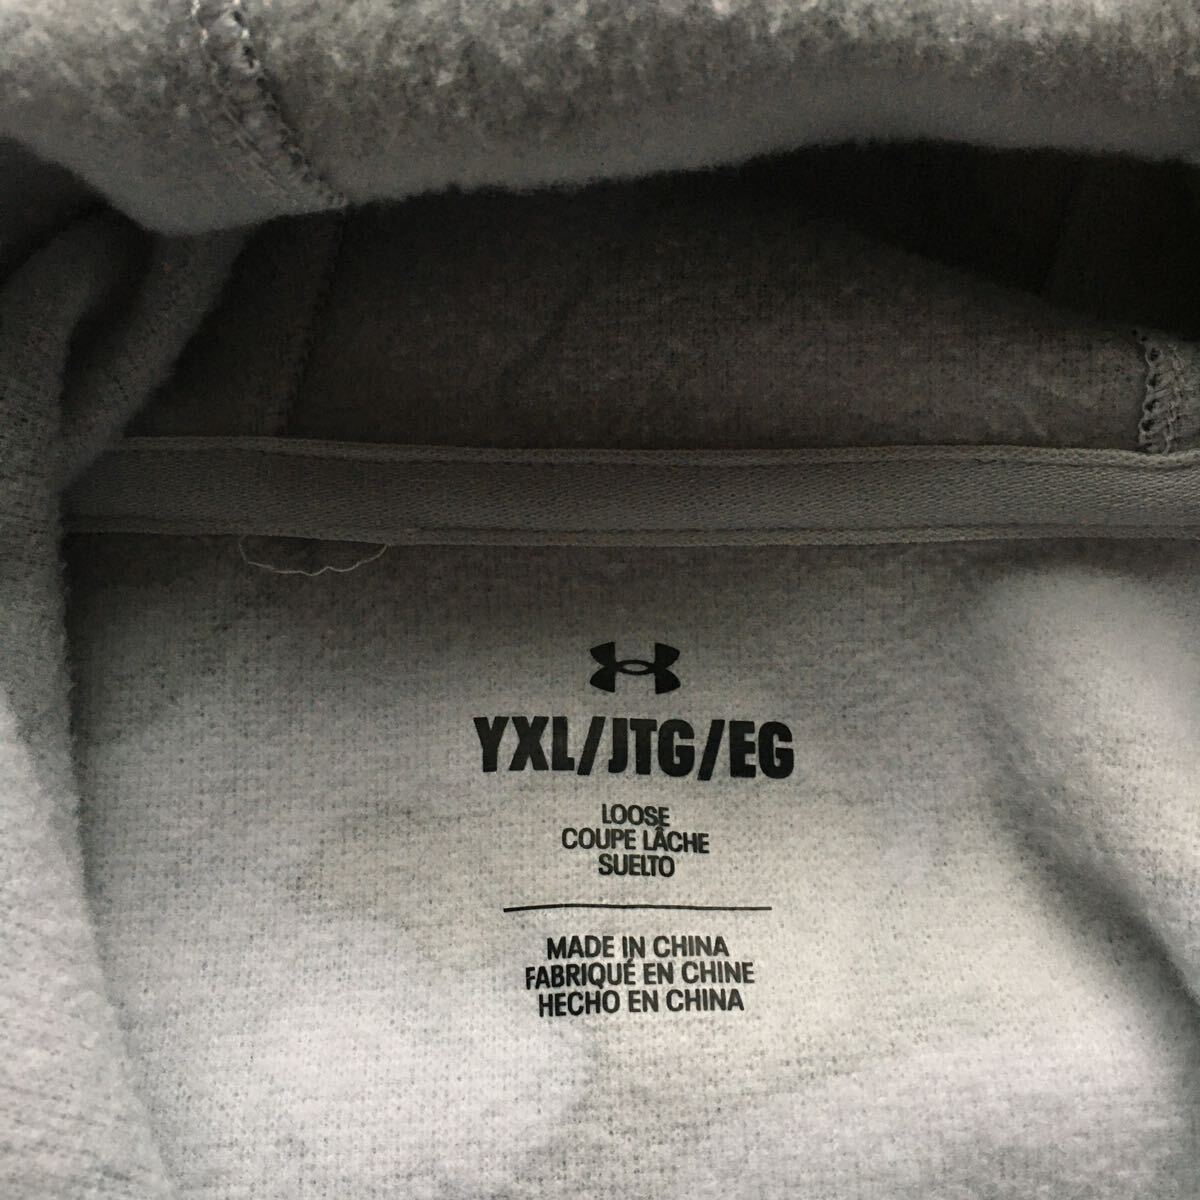 YXL/JTG/EG
LOOSE
COUPE LÂCHE
SUELTO
MADE IN CHINA
FABRIQUÉ EN CHINE
HECHO EN CHINA